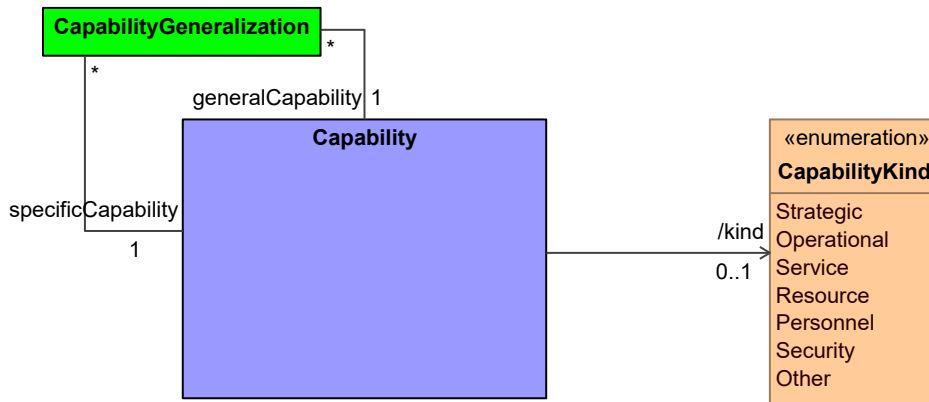 CapabilityGeneralization
*
*
generalCapability 1
Capability
specificCapability
1
/kind
0..1
«enumeration»
CapabilityKind
Strategic
Operational
Service
Resource
Personnel
Security
Other